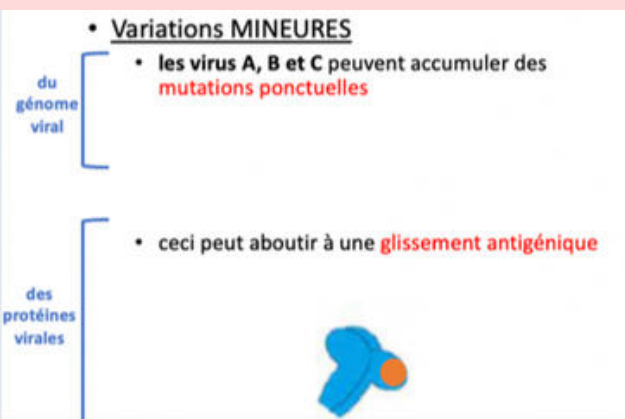 • Variations MINEURES
• les virus A, B et C peuvent accumuler des
mutations ponctuelles
du
génome
viral
• ceci peut aboutir à une glissement antigénique
des
protéines
virales